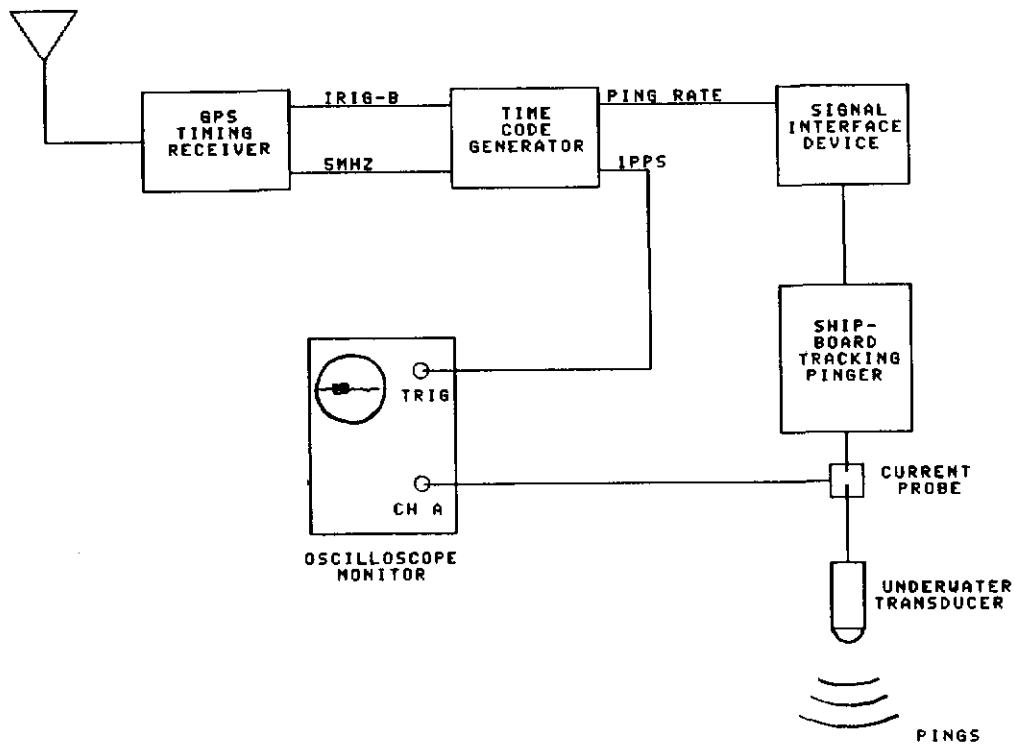 GPS
TIMING
RECEIVER
IRIG-B
5MHZ
TIME
CODE
GENERATOR
PING RATE
1PPS
SIGNAL
INTERFACE
DEVICE
SHIP-
BOARD
TRACKING
PINGER
TRIG
CH A
OSCILLOSCOPE
MONITOR
CURRENT
PROBE
UNDERWATER
TRANSDUCER
PINGS